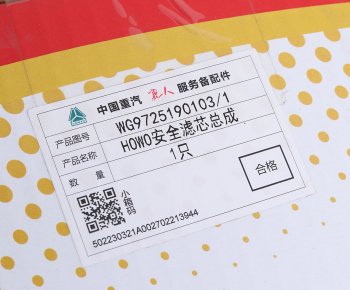 中国重汽 亲人 服务备配件
产品图号 WG9725190103/1
产品名称 HOWO安全滤芯总成
数量 1只
小箱码
合格
502230321A002702213944